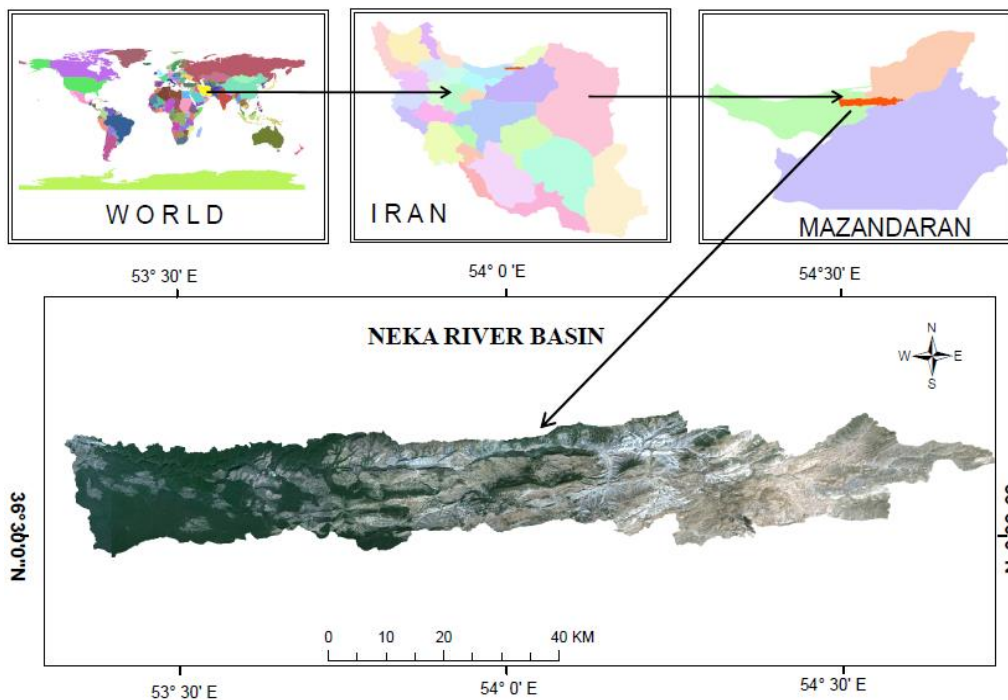 WORLD
IRAN
MAZANDARAN
53° 30' E
54° 0 'E
54°30' E
NEKA RIVER BASIN
N
W E
S
36°30'0"N
0 10 20 40 KM
53° 30' E
54° 0' E
54° 30' E